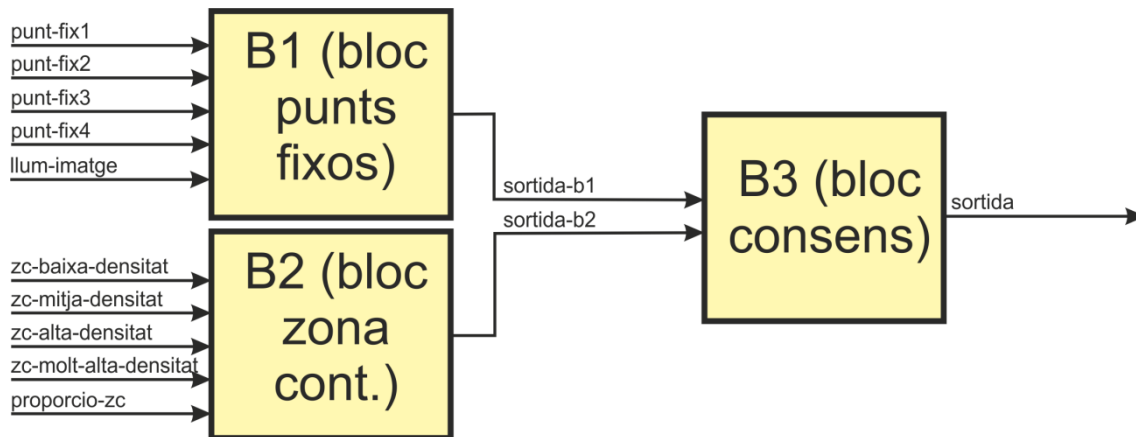 punt-fix1
punt-fix2
punt-fix3
punt-fix4
llum-imatge
B1 (bloc
punts
fixos)
zc-baixa-densitat
zc-mitja-densitat
zc-alta-densitat
zc-molt-alta-densitat
proporcio-zc
B2 (bloc
zona
cont.)
sortida-b1
sortida-b2
B3 (bloc
consens)
sortida